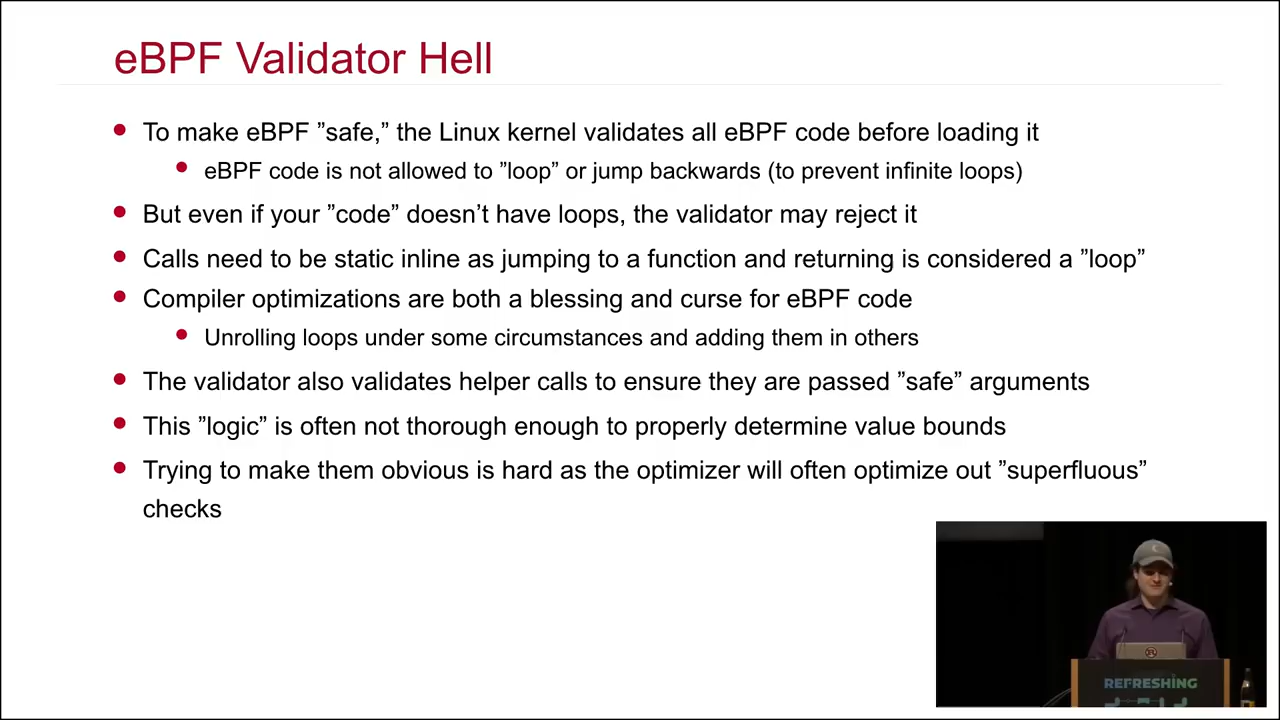 eBPF Validator Hell
To make eBPF ”safe,” the Linux kernel validates all eBPF code before loading it
eBPF code is not allowed to ”loop” or jump backwards (to prevent infinite loops)
But even if your ”code” doesn’t have loops, the validator may reject it
Calls need to be static inline as jumping to a function and returning is considered a ”loop”
Compiler optimizations are both a blessing and curse for eBPF code
Unrolling loops under some circumstances and adding them in others
The validator also validates helper calls to ensure they are passed ”safe” arguments
This ”logic” is often not thorough enough to properly determine value bounds
Trying to make them obvious is hard as the optimizer will often optimize out ”superfluous”
checks
REFRESHING